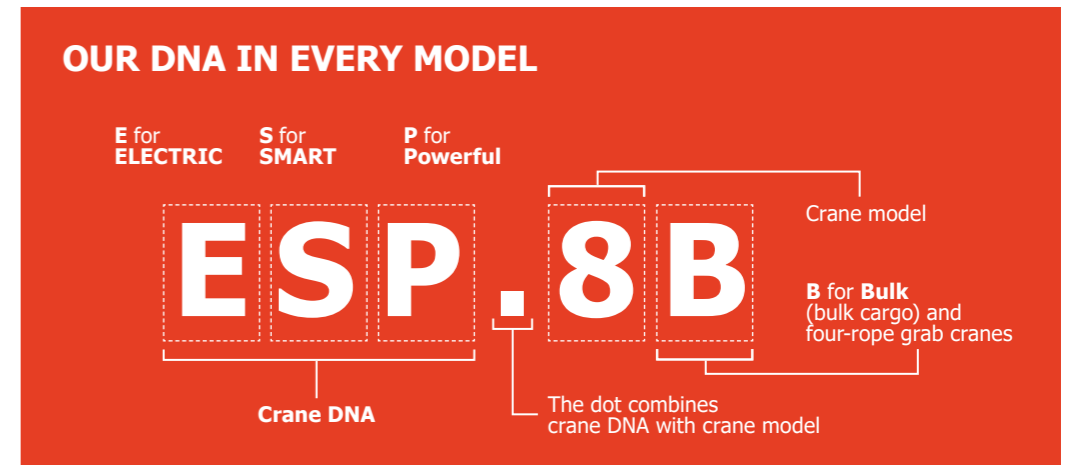 OUR DNA IN EVERY MODEL
E for
ELECTRIC
S for
SMART
P for
Powerful
ESP.8B
Crane model
B for Bulk
(bulk cargo) and
four-rope grab cranes
Crane DNA
The dot combines
crane DNA with crane model